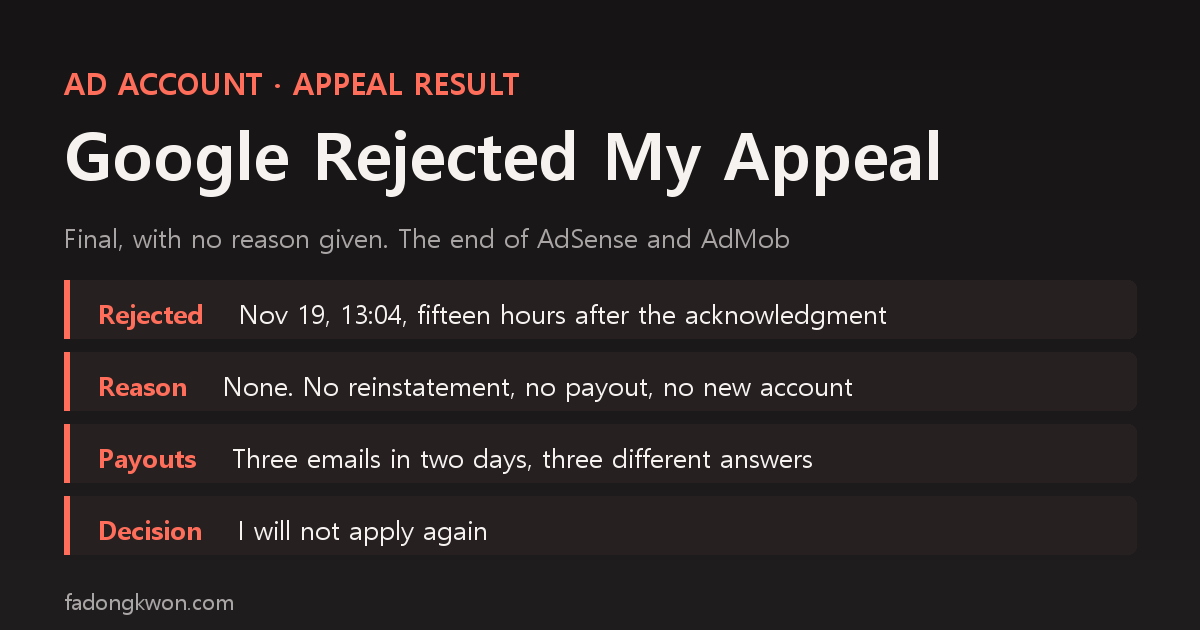 AD ACCOUNT · APPEAL RESULT
Google Rejected My Appeal
Final, with no reason given. The end of AdSense and AdMob
Rejected Nov 19, 13:04, fifteen hours after the acknowledgment
Reason None. No reinstatement, no payout, no new account
Payouts Three emails in two days, three different answers
Decision I will not apply again
fadongkwon.com